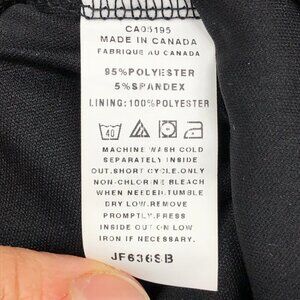 CA05195
MADE IN CANADA
FABRIQUE AU CANADA
95%POLYESTER
5%SPANDEX
LINING:100%POLYESTER
40
MACHINE WASH COLD
SEPARATELY INSIDE
OUT.SHORT CYCLE.ONLY
NON-CHLORINE BLEACH
WHEN NEEDED.TUMBLE
DRY LOW.REMOVE
PROMPTLY.PRESS
INSIDE OUT ON LOW
IRON IF NECESSARY.
JF636SB